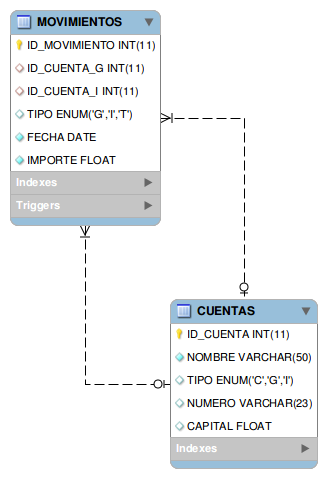 MOVIMIENTOS
ID_MOVIMIENTO INT(11)
ID_CUENTA_G INT(11)
ID_CUENTA_I INT(11)
TIPO ENUM('G','I','T')
FECHA DATE
IMPORTE FLOAT
Indexes
Triggers
CUENTAS
ID_CUENTA INT(11)
NOMBRE VARCHAR(50)
TIPO ENUM('C','G','I')
NUMERO VARCHAR(23)
CAPITAL FLOAT
Indexes